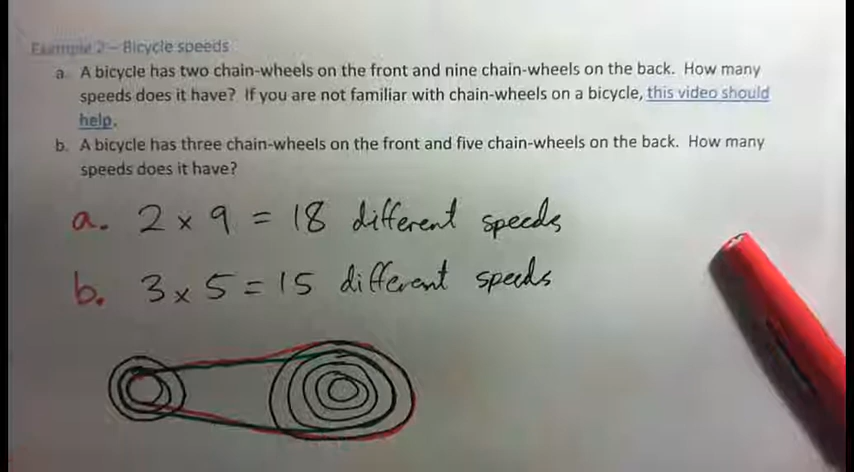 Example 2 – Bicycle speeds
a. A bicycle has two chain-wheels on the front and nine chain-wheels on the back. How many
speeds does it have? If you are not familiar with chain-wheels on a bicycle, this video should
help.
b. A bicycle has three chain-wheels on the front and five chain-wheels on the back. How many
speeds does it have?
a. 2 × 9 = 18 different speeds
b. 3 × 5 = 15 different speeds